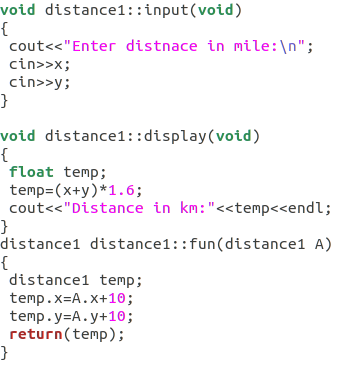 void distance1::input(void)
{
 cout<<"Enter distnace in mile:\n";
 cin>>x;
 cin>>y;
}

void distance1::display(void)
{
 float temp;
 temp=(x+y)*1.6;
 cout<<"Distance in km:"<<temp<<endl;
}
distance1 distance1::fun(distance1 A)
{
 distance1 temp;
 temp.x=A.x+10;
 temp.y=A.y+10;
 return(temp);
}